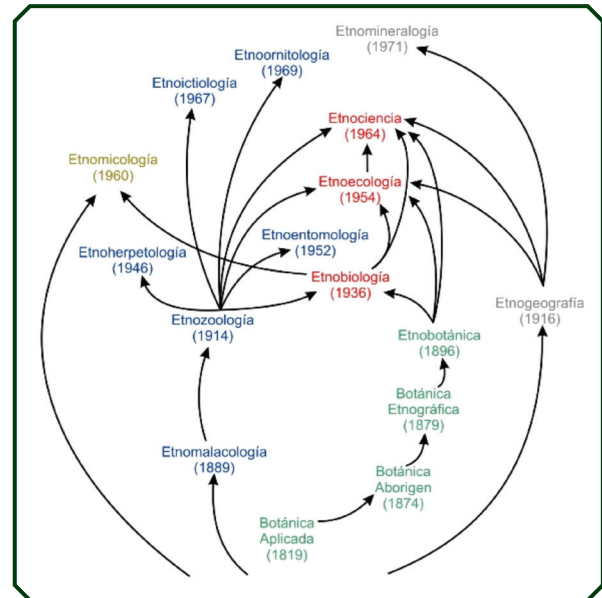 Etnomineralogía
(1971)
Etnoornitología
(1969)
Etnoictiología
(1967)
Etnociencia
(1964)
Etnomicología
(1960)
Etnoecología
(1954)
Etnoentomología
(1952)
Etnoherpetología
(1946)
Etnobiología
(1936)
Etnogeografía
(1916)
Etnozoología
(1914)
Etnobotánica
(1896)
Botánica
Etnográfica
(1879)
Etnomalacología
(1889)
Botánica
Aborigen
(1874)
Botánica
Aplicada
(1819)